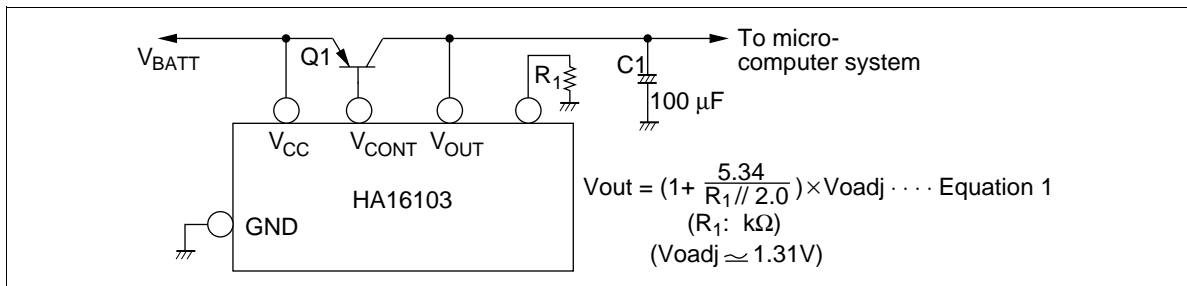 V_BATT
Q1
R₁
C1
100 μF
To micro-
computer system
V_CC
V_CONT
V_OUT
HA16103
GND
Vout = (1+ 5.34 / R₁ // 2.0 ) × Voadj · · · · Equation 1
(R₁: kΩ)
(Voadj ≃ 1.31V)